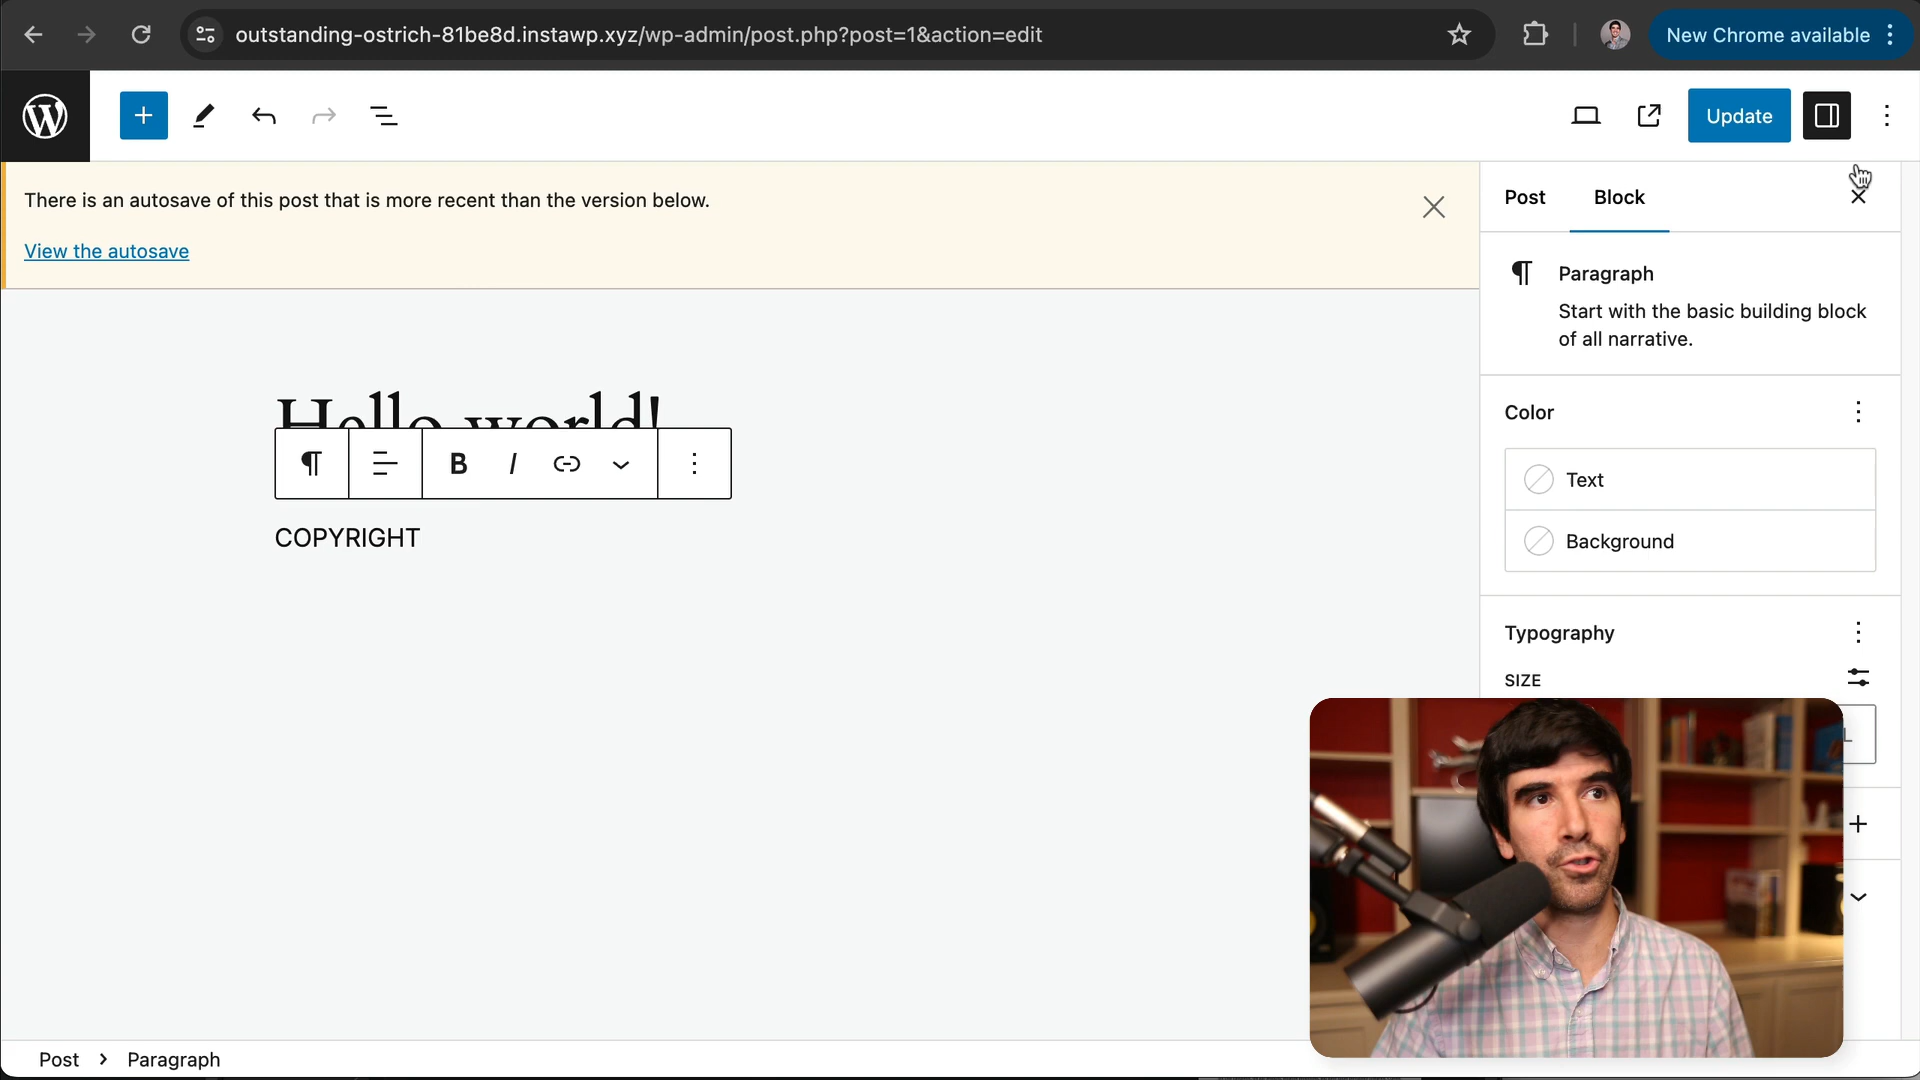 outstanding-ostrich-81be8d.instawp.xyz/wp-admin/post.php?post=1&action=edit
New Chrome available
Update
There is an autosave of this post that is more recent than the version below.
View the autosave
Post
Block
Paragraph
Start with the basic building block
of all narrative.
Hello world!
Color
B I
Text
COPYRIGHT
Background
Typography
SIZE
Post > Paragraph